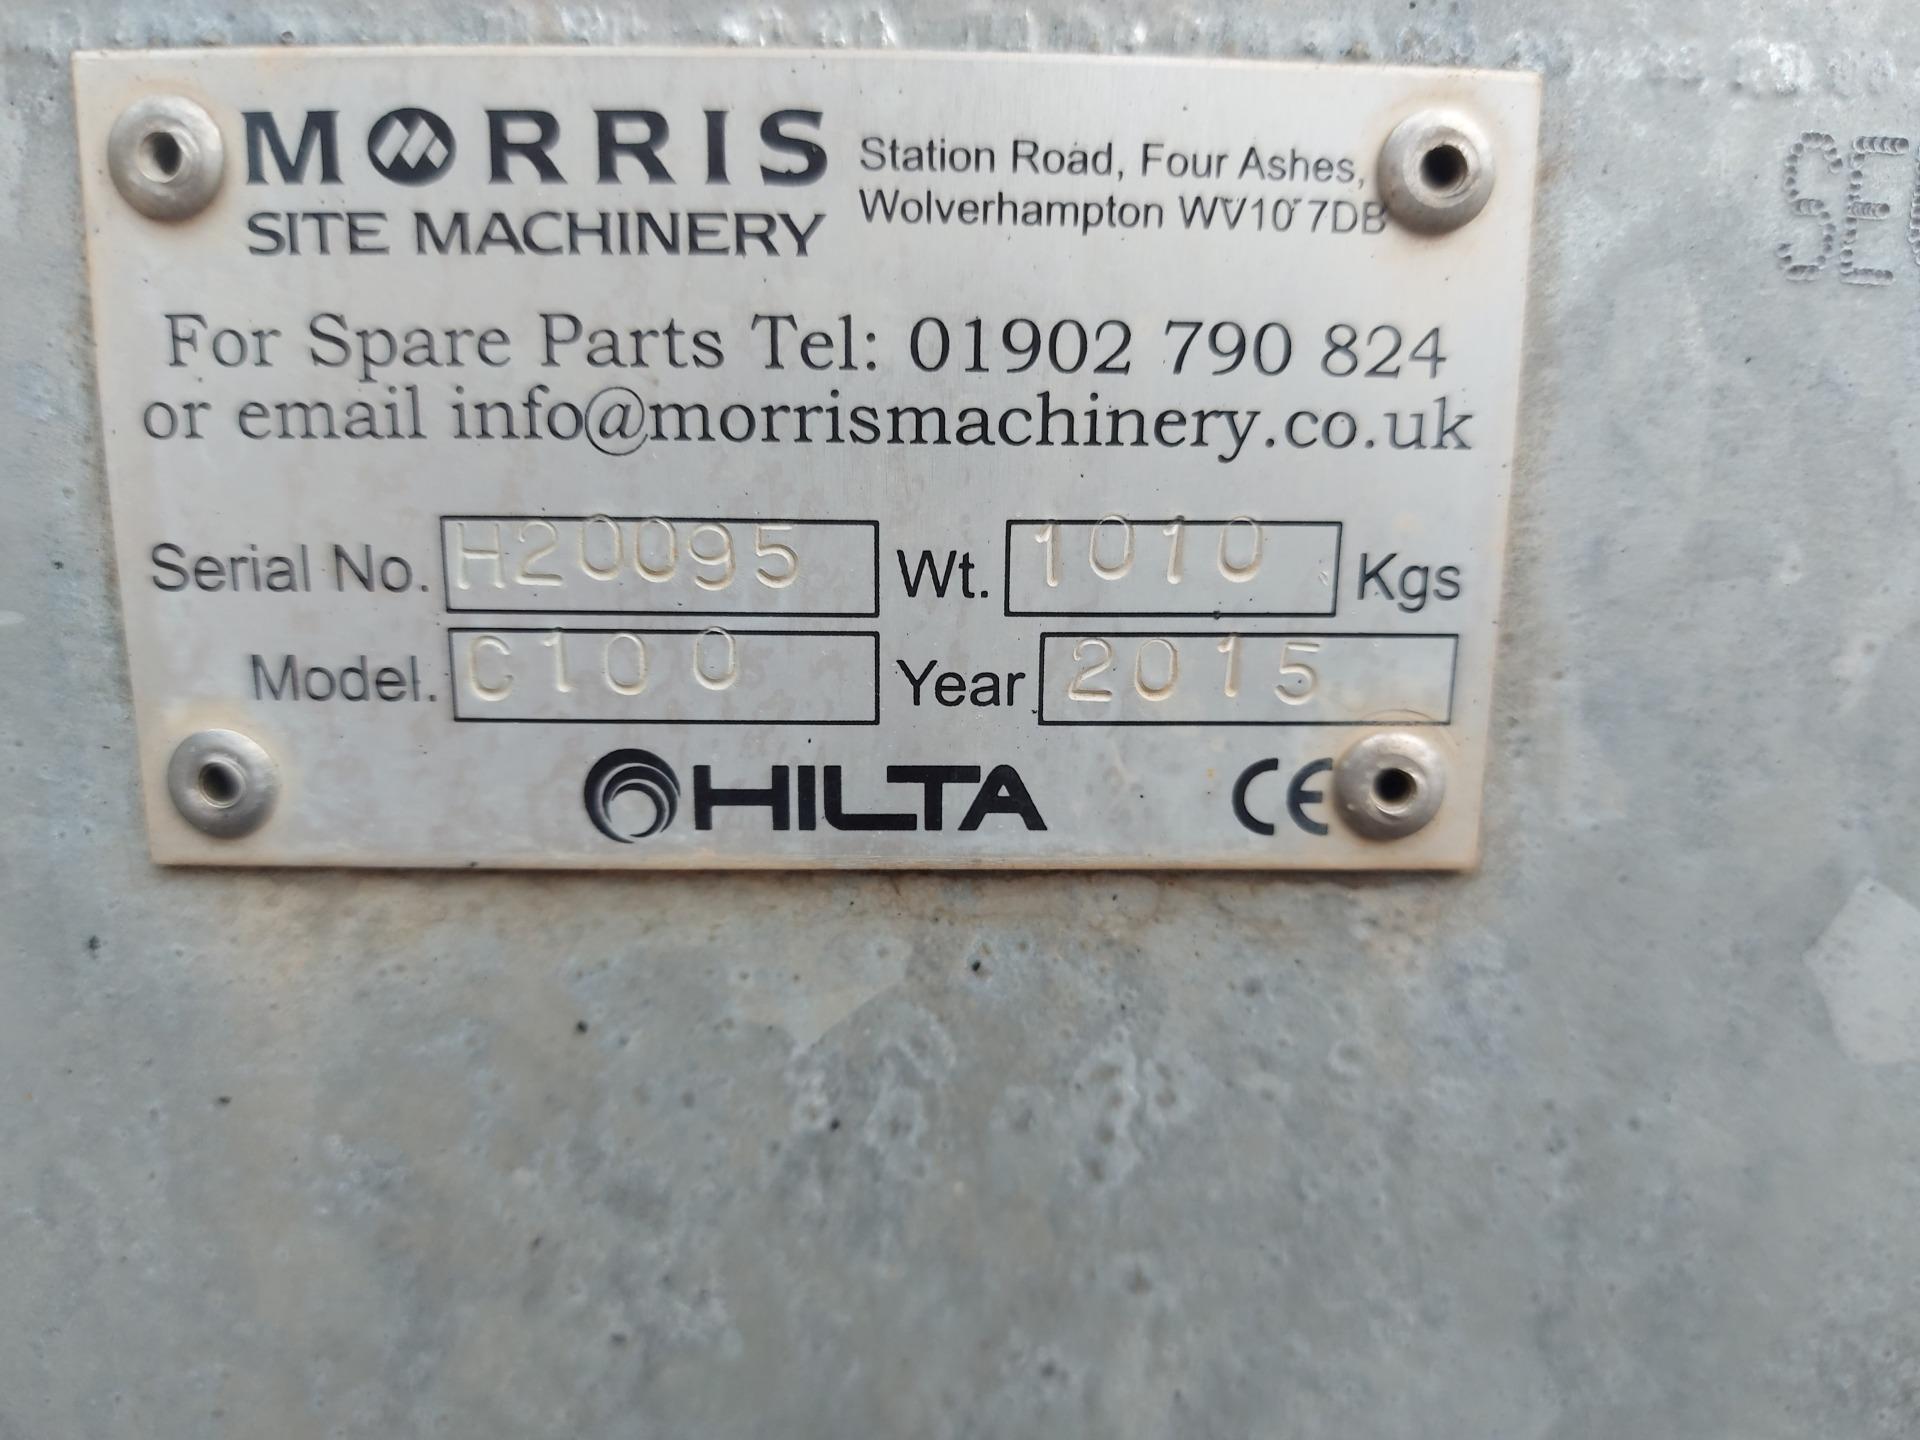 MORRIS
SITE MACHINERY
Station Road, Four Ashes,
Wolverhampton WV10 7DB
For Spare Parts Tel: 01902 790 824
or email info@morrismachinery.co.uk
Serial No. H20095 Wt. 1010 Kgs
Model. C100 Year 2015
HILTA CE
SE